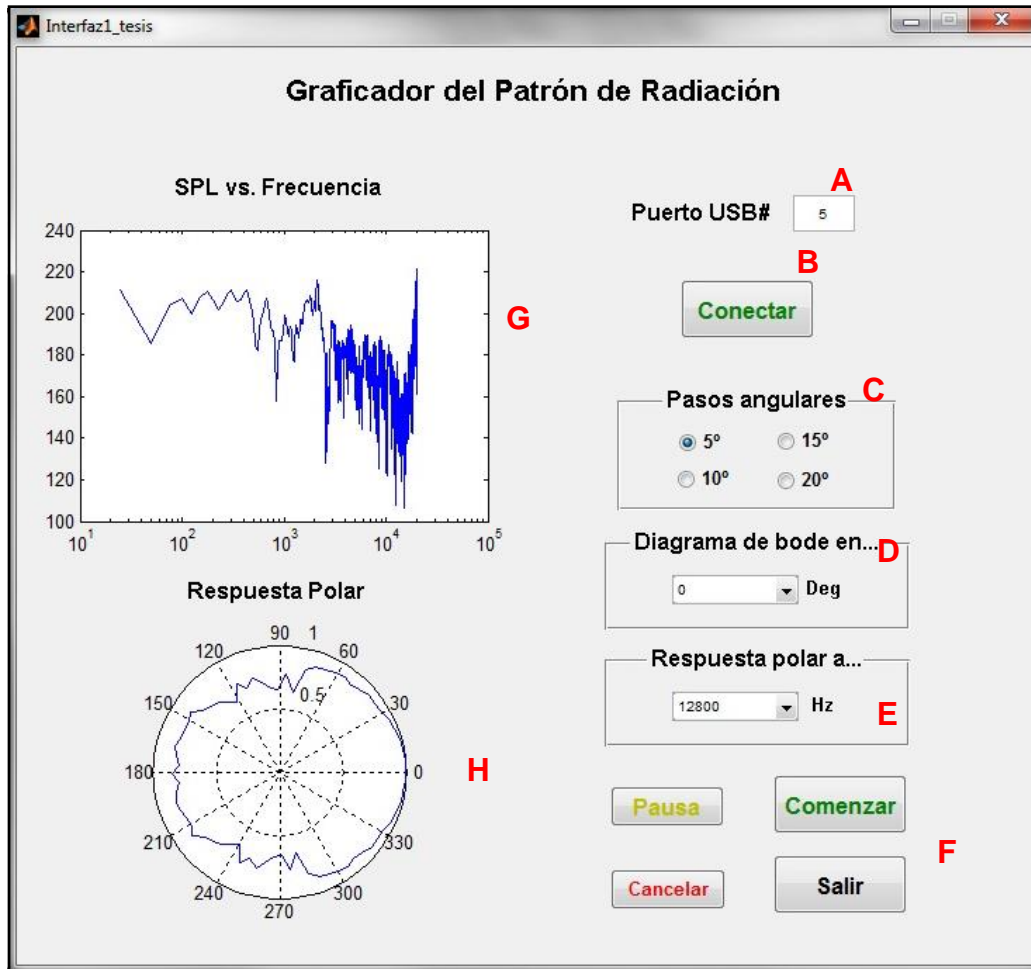 Interfaz1_tesis
Graficador del Patrón de Radiación
SPL vs. Frecuencia
240
220
200
180
160
140
120
100
10¹ 10² 10³ 10⁴ 10⁵
G
Respuesta Polar
90 1
120 60
0.5
150 30
180 0
210 330
240 300
270
H
A
Puerto USB# 5
B
Conectar
Pasos angulares C
5º 15º
10º 20º
Diagrama de bode en... D
0 Deg
Respuesta polar a...
12800 Hz E
Pausa Comenzar
F
Cancelar Salir